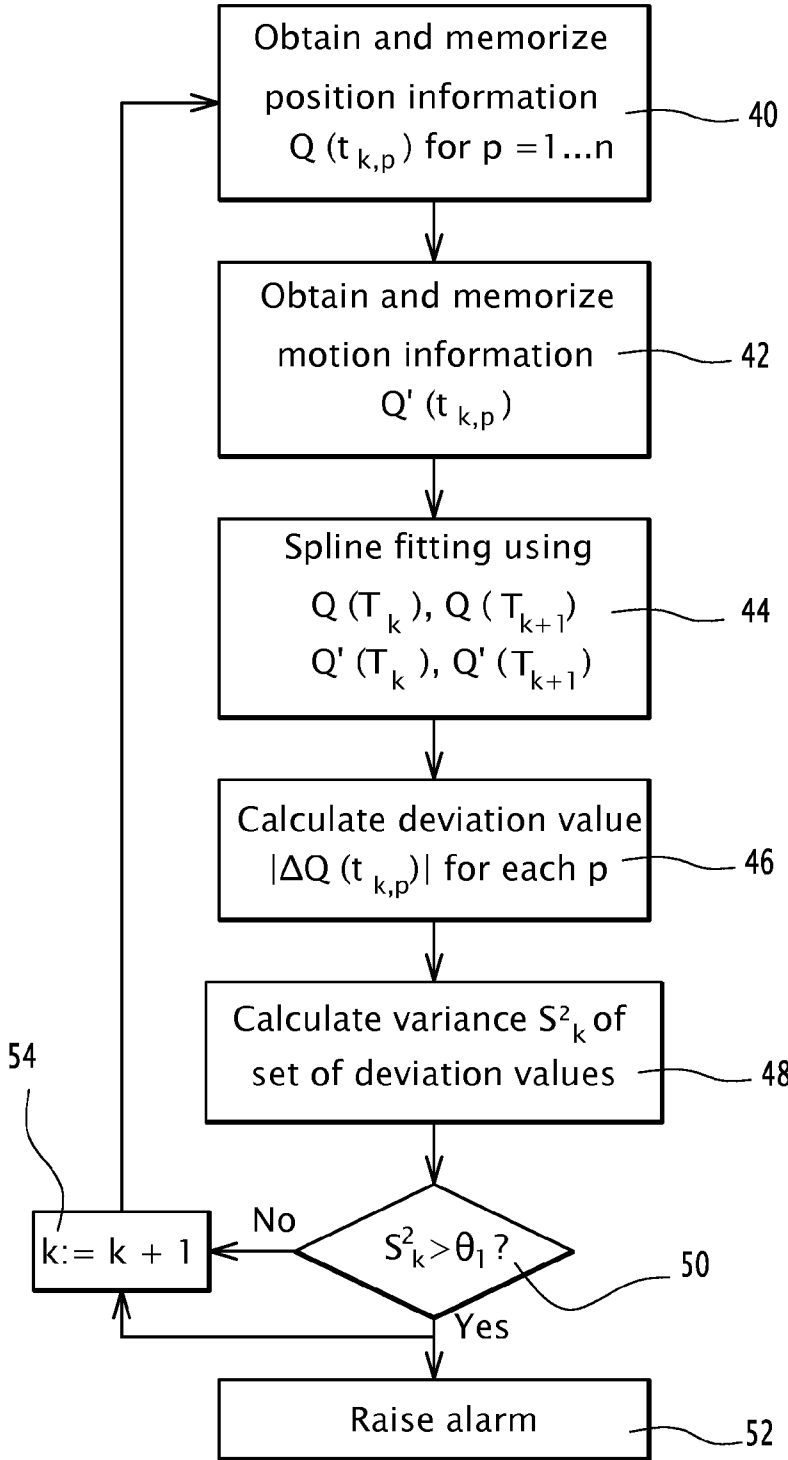 Obtain and memorize
position information
Q (t k,p) for p =1...n
40
Obtain and memorize
motion information
Q' (t k,p)
42
Spline fitting using
Q (T k), Q (T k+1)
Q' (T k), Q' (T k+1)
44
Calculate deviation value
|ΔQ (t k,p)| for each p
46
Calculate variance S²k of
set of deviation values
48
54
k:= k + 1
No
S²k>θ1 ?
50
Yes
Raise alarm
52